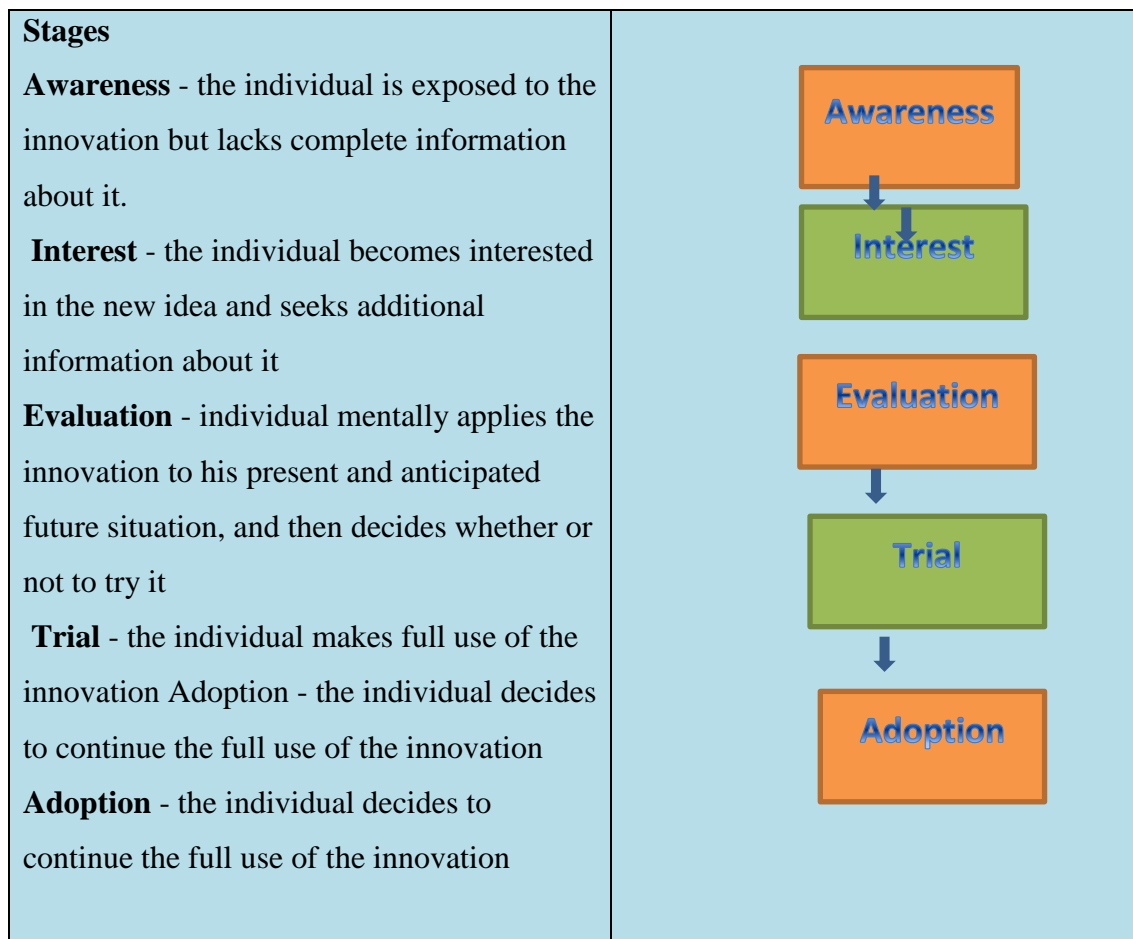 Stages
Awareness - the individual is exposed to the
innovation but lacks complete information
about it.
Interest - the individual becomes interested
in the new idea and seeks additional
information about it
Evaluation - individual mentally applies the
innovation to his present and anticipated
future situation, and then decides whether or
not to try it
Trial - the individual makes full use of the
innovation Adoption - the individual decides
to continue the full use of the innovation
Adoption - the individual decides to
continue the full use of the innovation
Awareness
Interest
Evaluation
Trial
Adoption